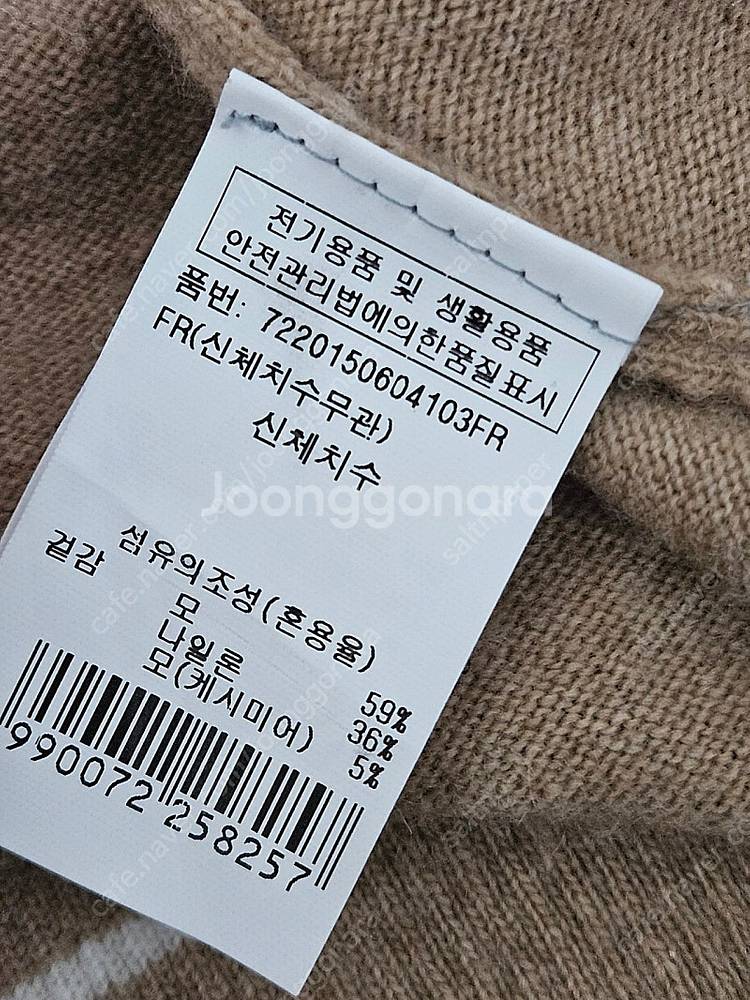 전기용품 및 생활용품
안전관리법에의한품질표시
품번: 7220150604103FR
FR(신체치수무관)
신체치수
Joonggonara
섬유의조성(혼용율)
겉감 모 59%
나일론 36%
모(케시미어) 5%
990072 258257